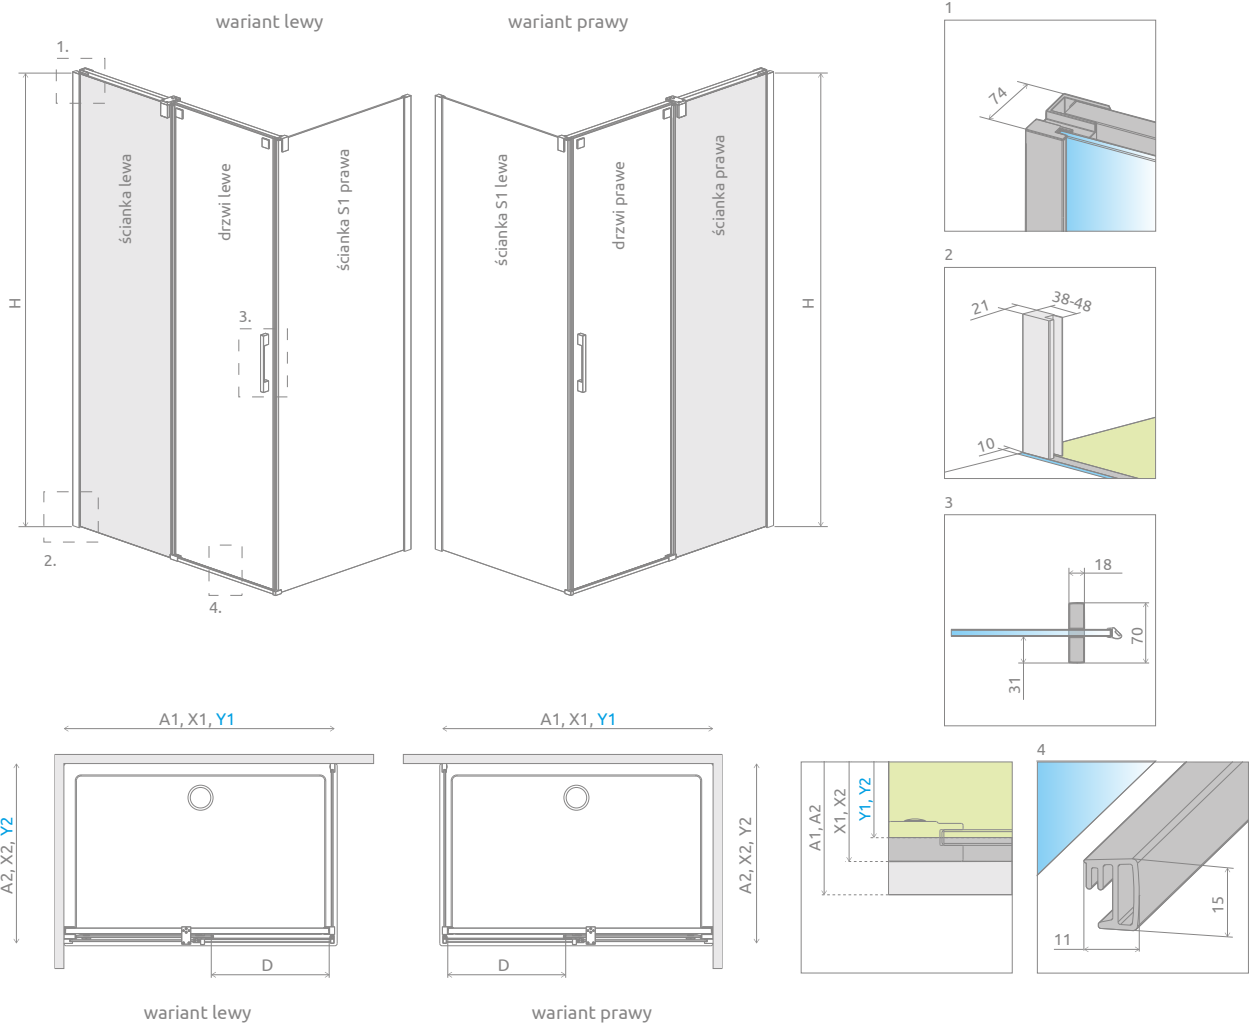 wariant lewy
wariant prawy
1.
H
ścianka lewa
drzwi lewe
ścianka S1 prawa
3.
2.
4.
ścianka S1 lewa
drzwi prawe
ścianka prawa
H
1
74
2
21
38-48
10
3
18
70
31
A1, X1, Y1
A2, X2, Y2
D
wariant lewy
A1, X1, Y1
A2, X2, Y2
D
wariant prawy
A1, A2
X1, X2
Y1, Y2
4
15
11